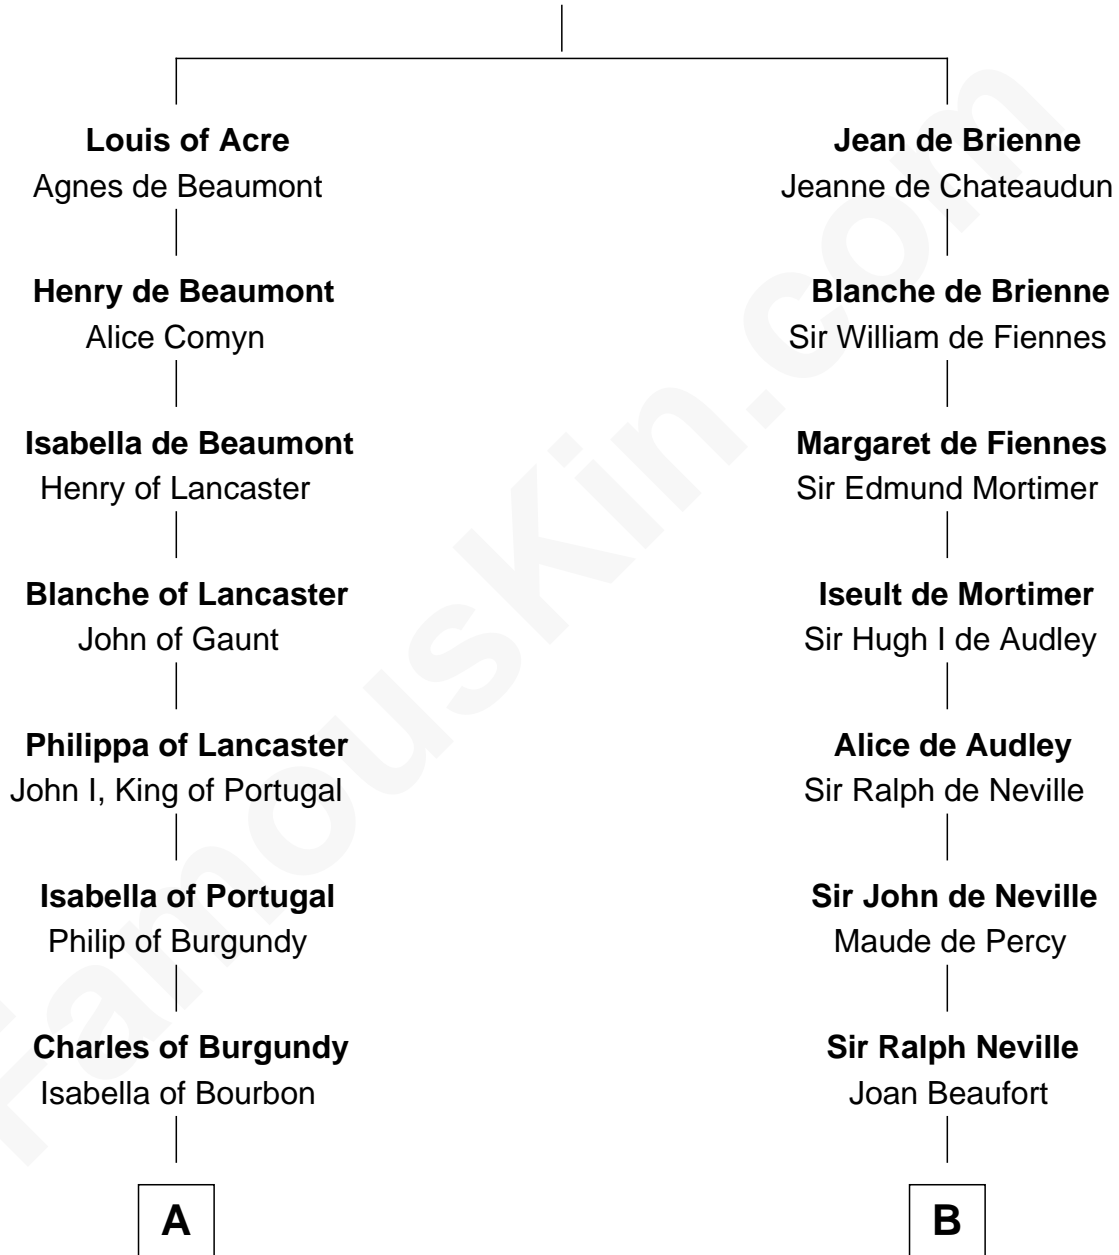 Louis of Acre
Agnes de Beaumont
Henry de Beaumont
Alice Comyn
Isabella de Beaumont
Henry of Lancaster
Blanche of Lancaster
John of Gaunt
Philippa of Lancaster
John I, King of Portugal
Isabella of Portugal
Philip of Burgundy
Charles of Burgundy
Isabella of Bourbon
A
Jean de Brienne
Jeanne de Chateaudun
Blanche de Brienne
Sir William de Fiennes
Margaret de Fiennes
Sir Edmund Mortimer
Iseult de Mortimer
Sir Hugh I de Audley
Alice de Audley
Sir Ralph de Neville
Sir John de Neville
Maude de Percy
Sir Ralph Neville
Joan Beaufort
B
FamousKin.com